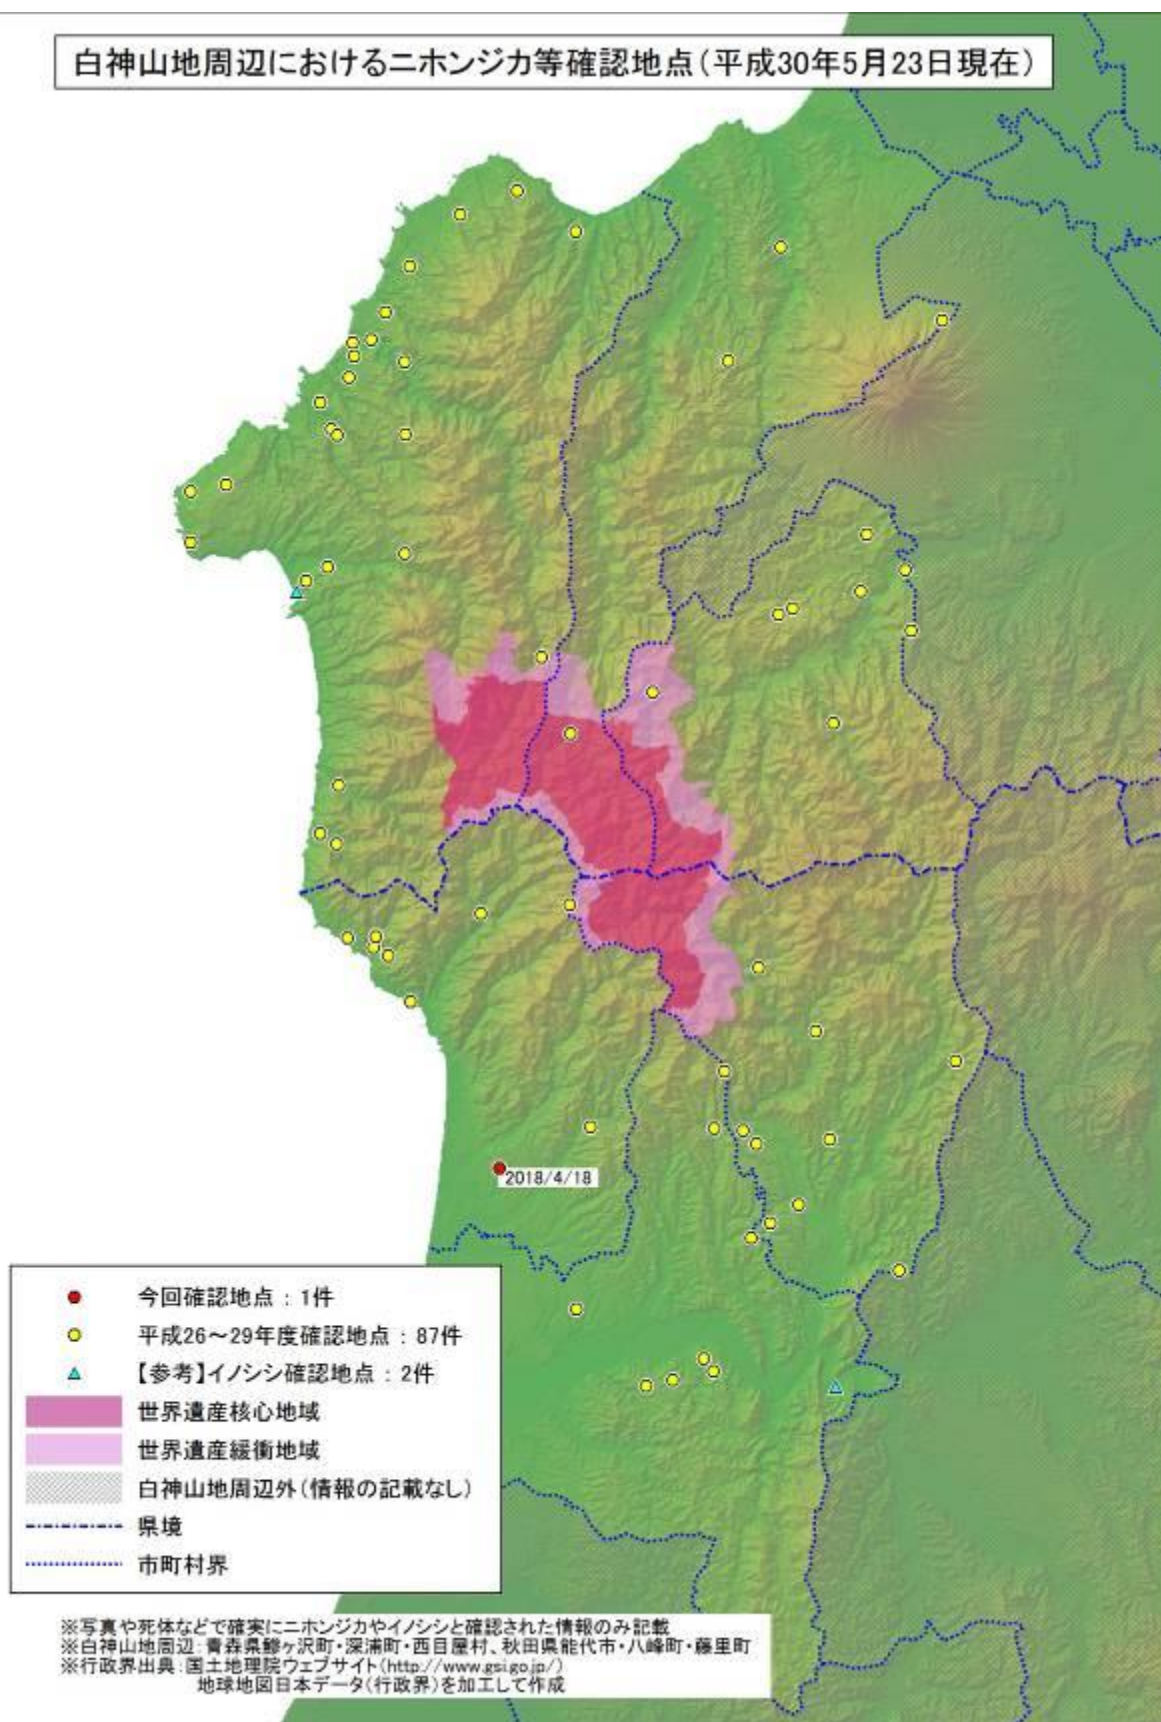 白神山地周辺におけるニホンジカ等確認地点(平成30年5月23日現在)
2018/4/18
今回確認地点 : 1件
平成26～29年度確認地点 : 87件
【参考】イノシシ確認地点 : 2件
世界遺産核心地域
世界遺産緩衝地域
白神山地周辺外(情報の記載なし)
県境
市町村界
※写真や死体などで確実にニホンジカやイノシシと確認された情報のみ記載
※白神山地周辺:青森県鰺ヶ沢町・深浦町・西目屋村、秋田県能代市・八峰町・藤里町
※行政界出典:国土地理院ウェブサイト(http://www.gsi.go.jp/)
地球地図日本データ(行政界)を加工して作成